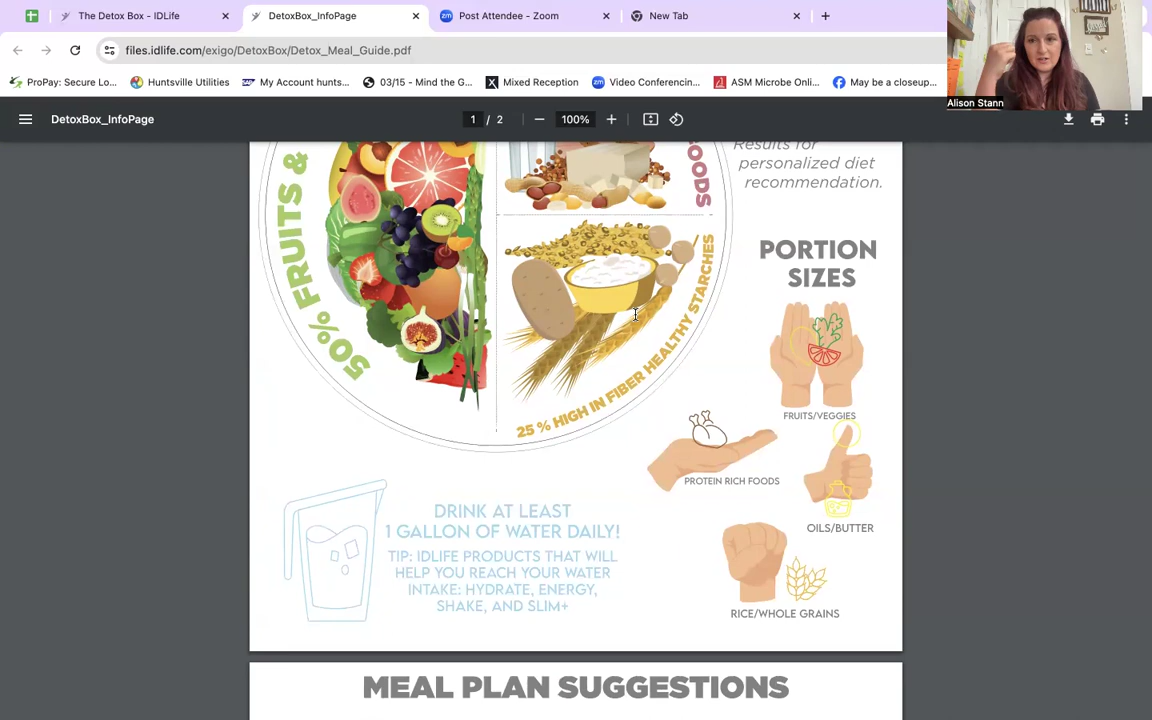 The Detox Box - IDLife
DetoxBox_InfoPage
Post Attendee - Zoom
New Tab
files.idlife.com/exigo/DetoxBox/Detox_Meal_Guide.pdf
ProPay: Secure Lo...
Huntsville Utilities
My Account hunts...
03/15 - Mind the G...
Mixed Reception
Video Conferencin...
ASM Microbe Onli...
May be a closeup...
Alison Stann
DetoxBox_InfoPage
1 / 2
100%
Results for
personalized diet
recommendation.
50% FRUITS &
FOODS
25 % HIGH IN FIBER HEALTHY STARCHES
PORTION
SIZES
FRUITS/VEGGIES
PROTEIN RICH FOODS
OILS/BUTTER
RICE/WHOLE GRAINS
DRINK AT LEAST
1 GALLON OF WATER DAILY!
TIP: IDLIFE PRODUCTS THAT WILL
HELP YOU REACH YOUR WATER
INTAKE: HYDRATE, ENERGY,
SHAKE, AND SLIM+
MEAL PLAN SUGGESTIONS